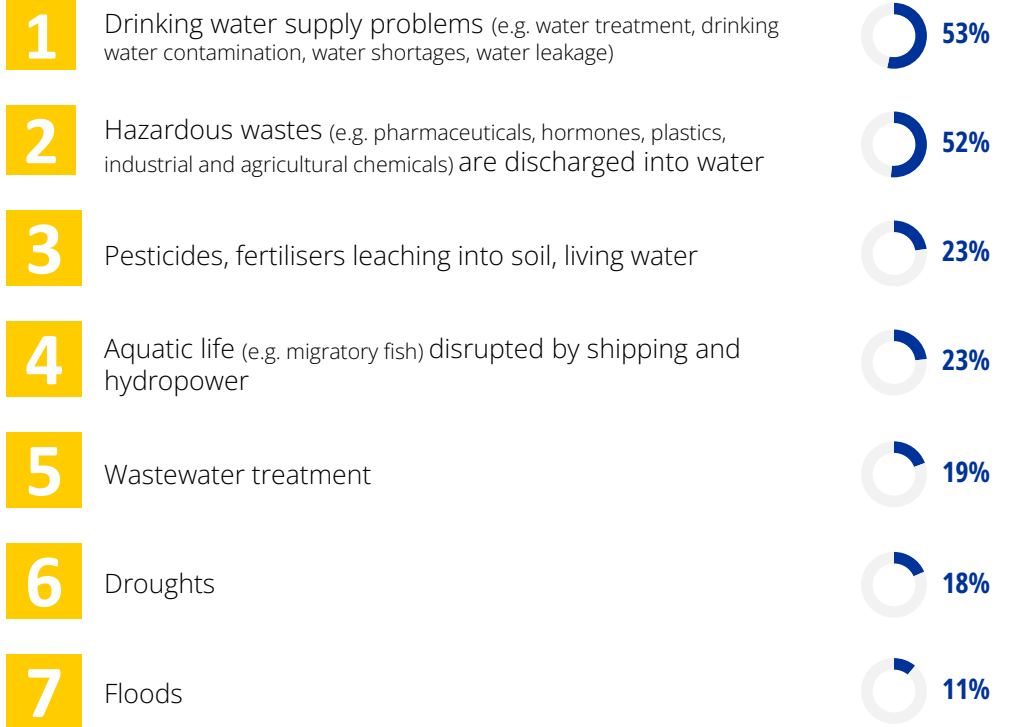 1
Drinking water supply problems (e.g. water treatment, drinking
water contamination, water shortages, water leakage)
53%
2
Hazardous wastes (e.g. pharmaceuticals, hormones, plastics,
industrial and agricultural chemicals) are discharged into water
52%
3
Pesticides, fertilisers leaching into soil, living water
23%
4
Aquatic life (e.g. migratory fish) disrupted by shipping and
hydropower
23%
5
Wastewater treatment
19%
6
Droughts
18%
7
Floods
11%